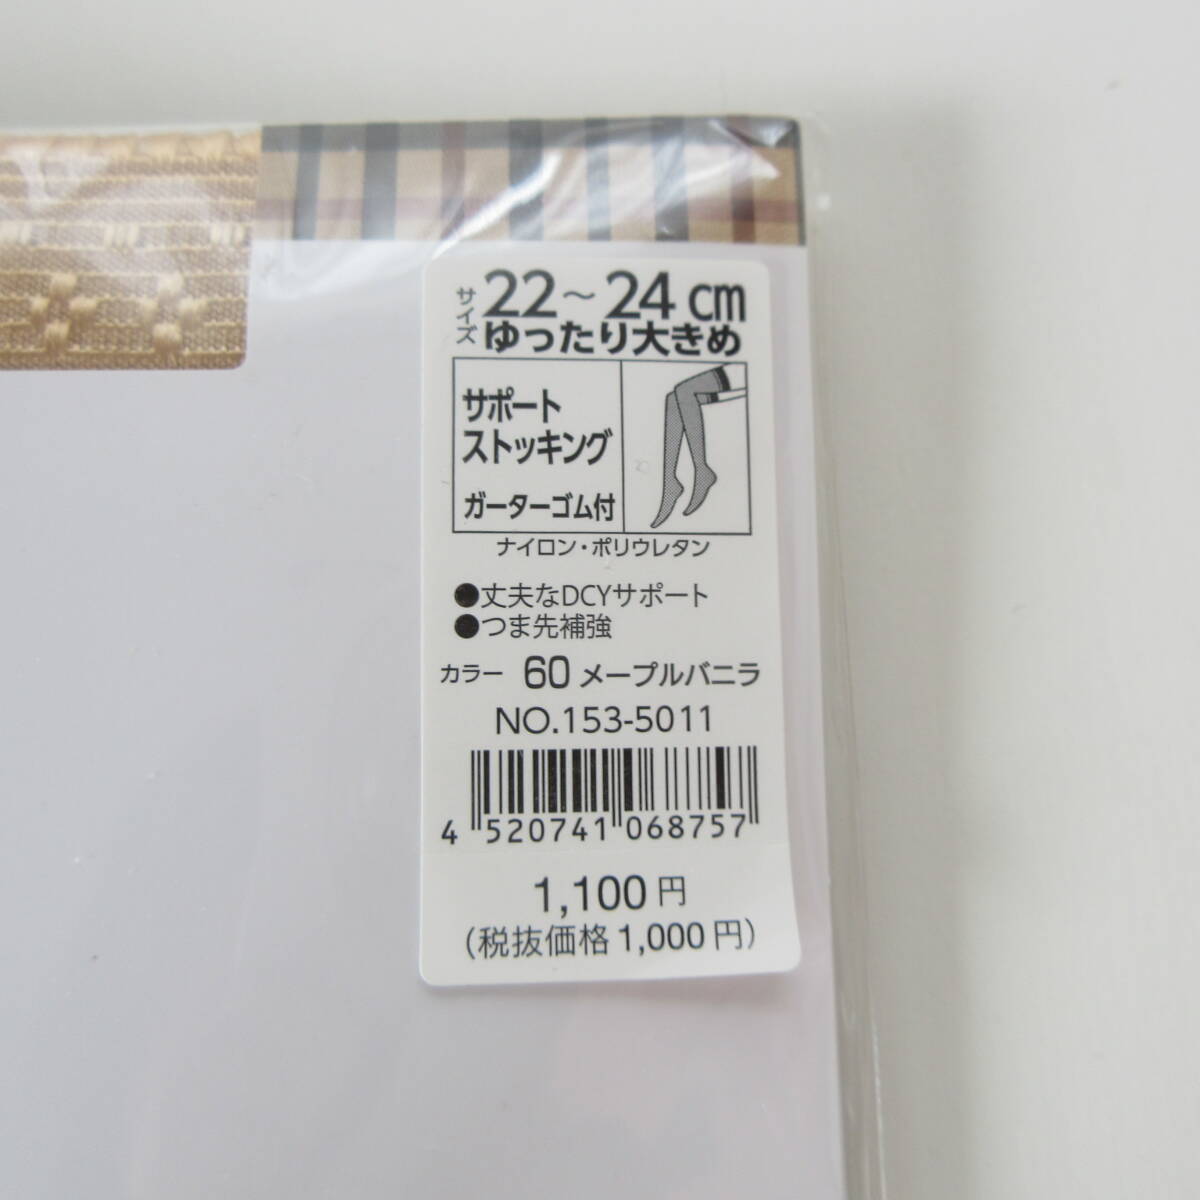 サイズ 22～24cm
ゆったり大きめ
サポート
ストッキング
ガーターゴム付
ナイロン・ポリウレタン
●丈夫なDCYサポート
●つま先補強
カラー 60 メープルバニラ
NO.153-5011
4 520741 068757
1,100円
（税抜価格1,000円）